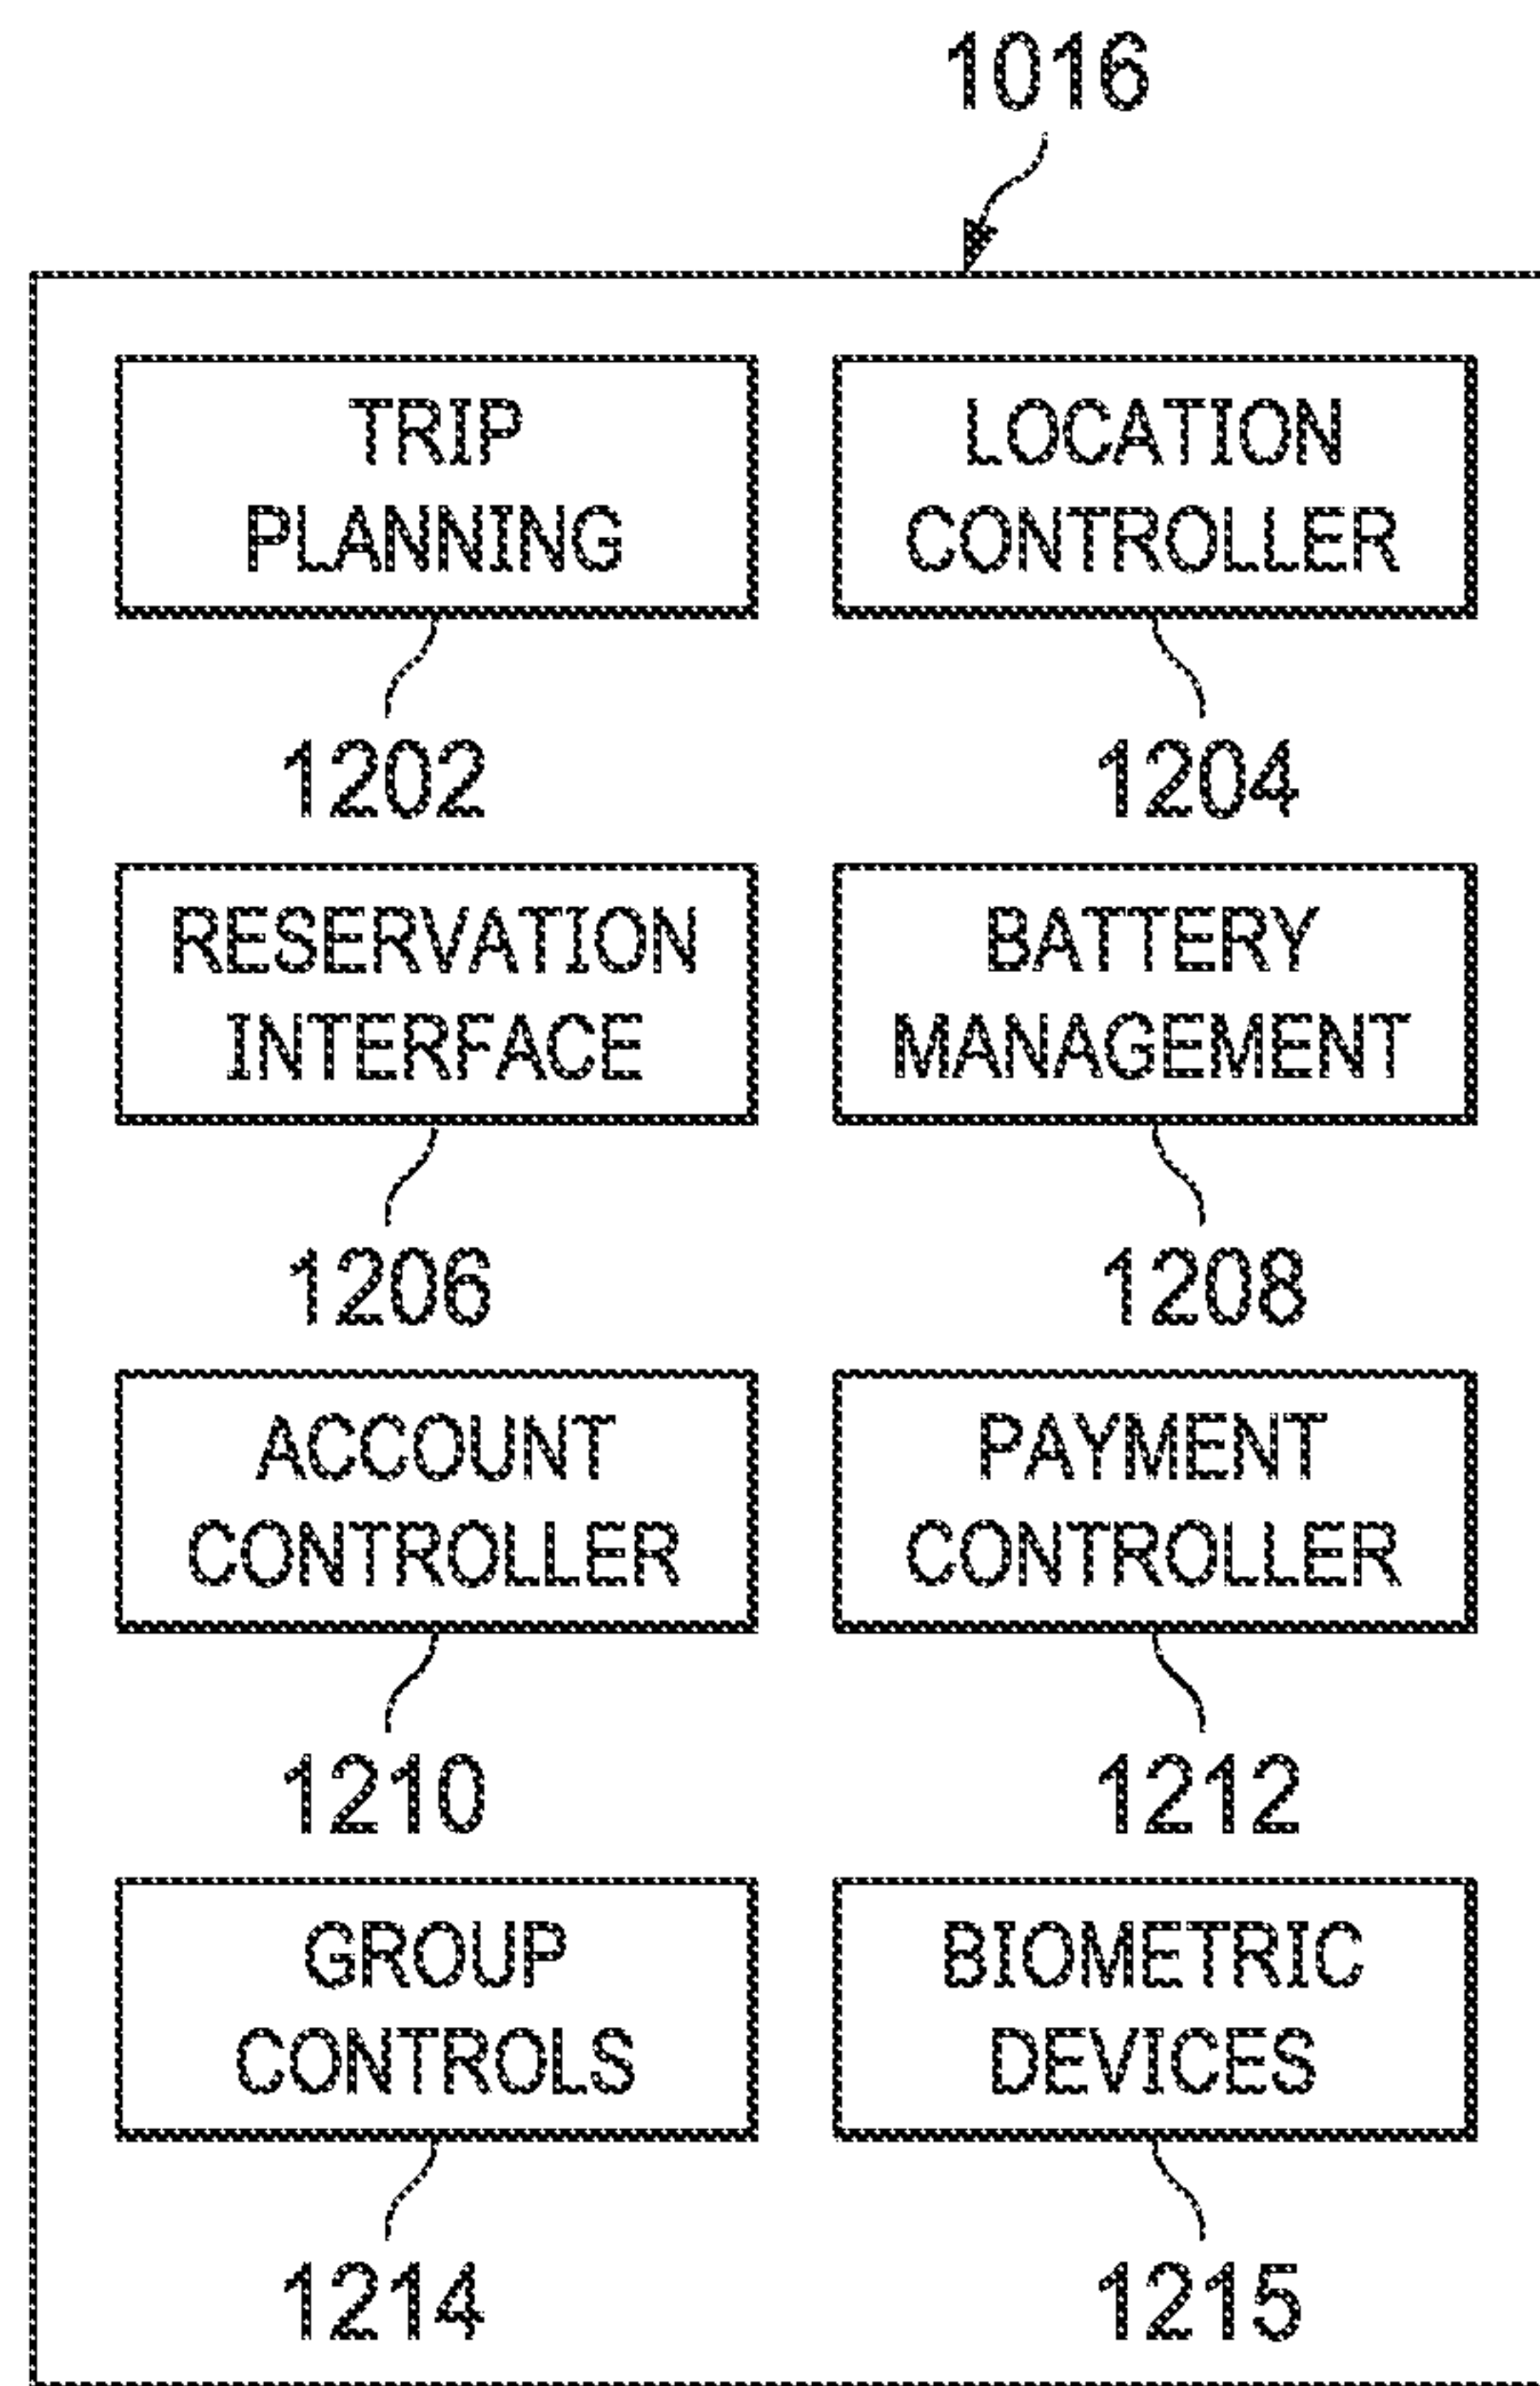 1016
TRIP
PLANNING
1202
LOCATION
CONTROLLER
1204
RESERVATION
INTERFACE
1206
BATTERY
MANAGEMENT
1208
ACCOUNT
CONTROLLER
1210
PAYMENT
CONTROLLER
1212
GROUP
CONTROLS
1214
BIOMETRIC
DEVICES
1215